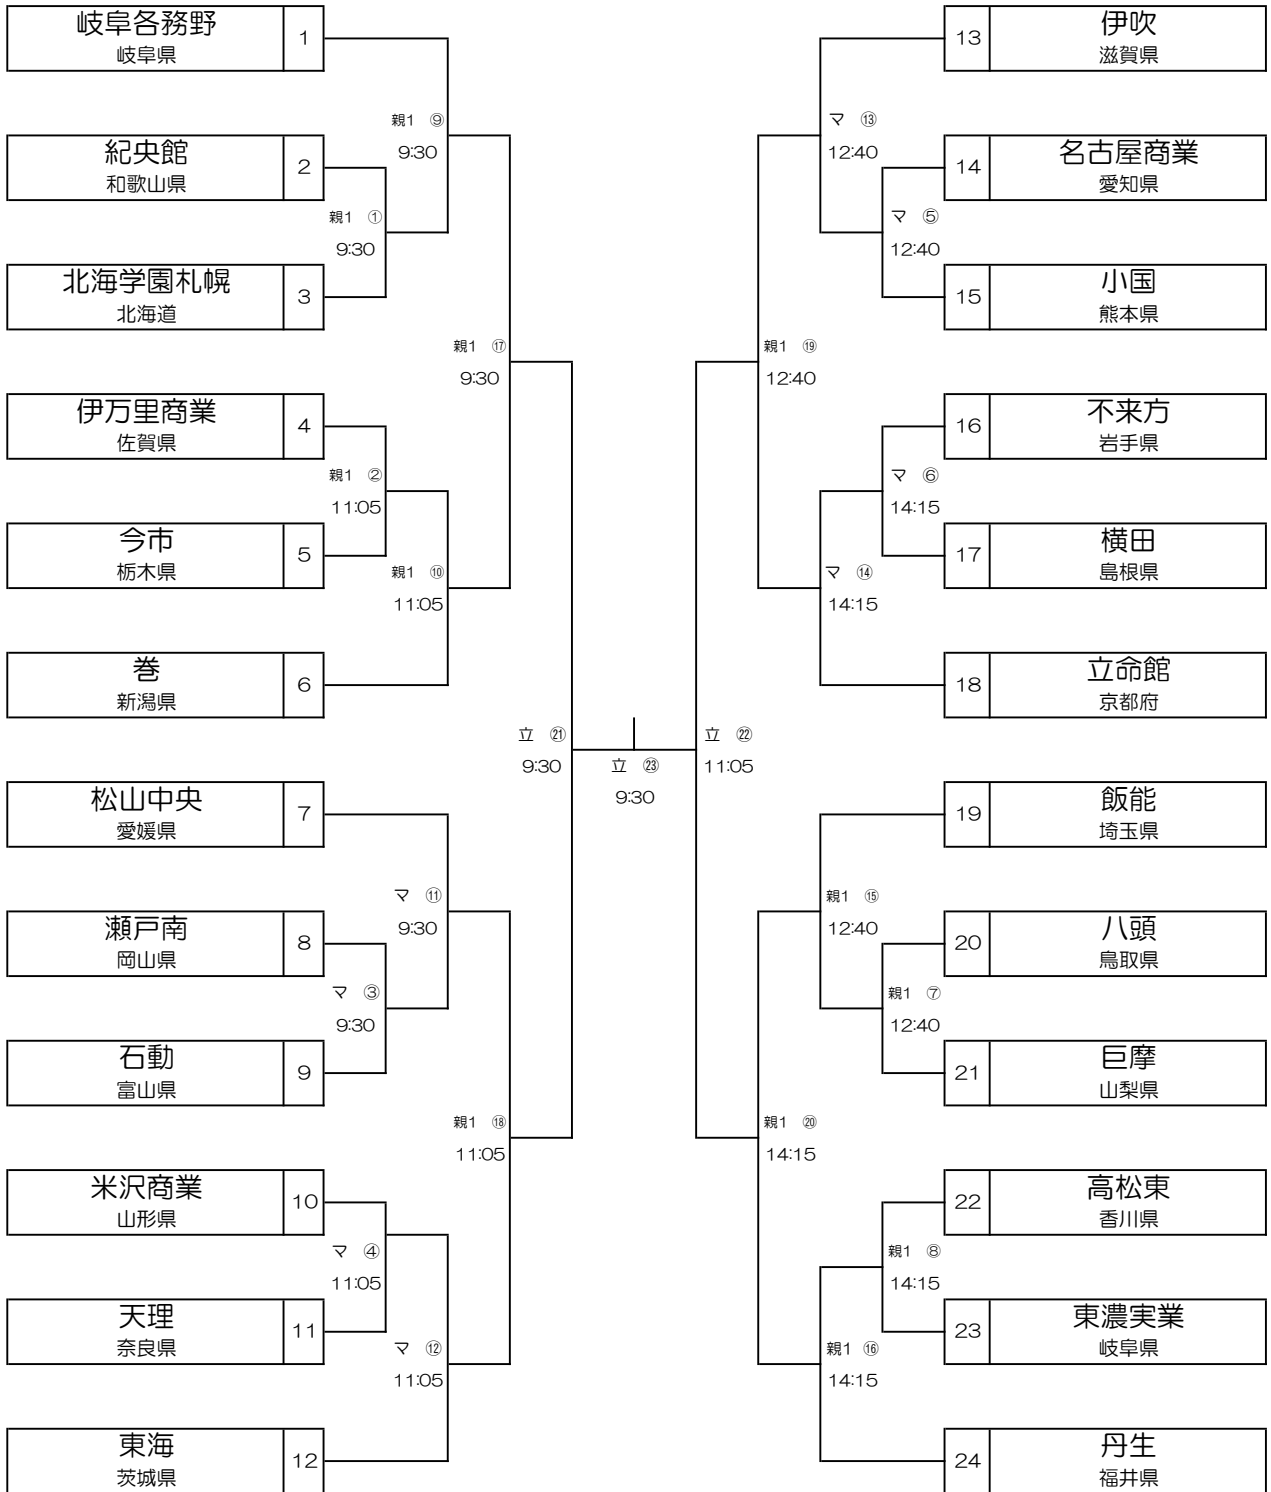 岐阜各務野
岐阜県
1
紀央館
和歌山県
2
北海学園札幌
北海道
3
伊万里商業
佐賀県
4
今市
栃木県
5
巻
新潟県
6
松山中央
愛媛県
7
瀬戸南
岡山県
8
石動
富山県
9
米沢商業
山形県
10
天理
奈良県
11
東海
茨城県
12
親1 ①
9:30
親1 ②
11:05
マ ③
9:30
マ ④
11:05
親1 ⑨
9:30
親1 ⑩
11:05
マ ⑪
9:30
マ ⑫
11:05
親1 ⑰
9:30
親1 ⑱
11:05
立 ㉑
9:30
立 ㉓
9:30
立 ㉒
11:05
親1 ⑲
12:40
親1 ⑳
14:15
マ ⑬
12:40
マ ⑭
14:15
親1 ⑮
12:40
親1 ⑯
14:15
マ ⑤
12:40
マ ⑥
14:15
親1 ⑦
12:40
親1 ⑧
14:15
13
伊吹
滋賀県
14
名古屋商業
愛知県
15
小国
熊本県
16
不来方
岩手県
17
横田
島根県
18
立命館
京都府
19
飯能
埼玉県
20
八頭
鳥取県
21
巨摩
山梨県
22
高松東
香川県
23
東濃実業
岐阜県
24
丹生
福井県